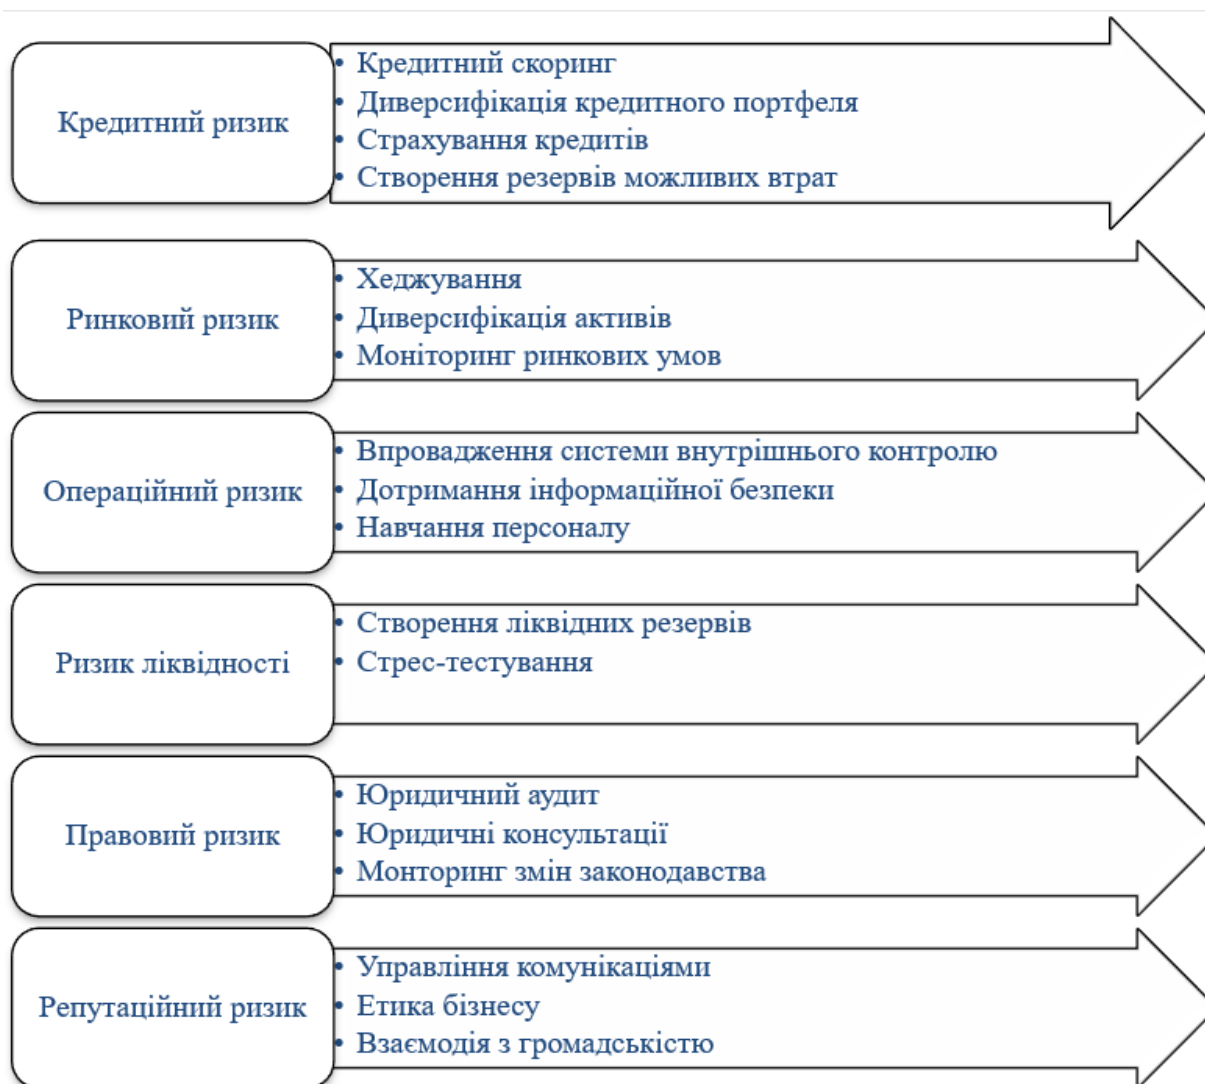 Кредитний ризик
• Кредитний скоринг
• Диверсифікація кредитного портфеля
• Страхування кредитів
• Створення резервів можливих втрат
Ринковий ризик
• Хеджування
• Диверсифікація активів
• Моніторинг ринкових умов
Операційний ризик
• Впровадження системи внутрішнього контролю
• Дотримання інформаційної безпеки
• Навчання персоналу
Ризик ліквідності
• Створення ліквідних резервів
• Стрес-тестування
Правовий ризик
• Юридичний аудит
• Юридичні консультації
• Монторинг змін законодавства
Репутаційний ризик
• Управління комунікаціями
• Етика бізнесу
• Взаємодія з громадськістю